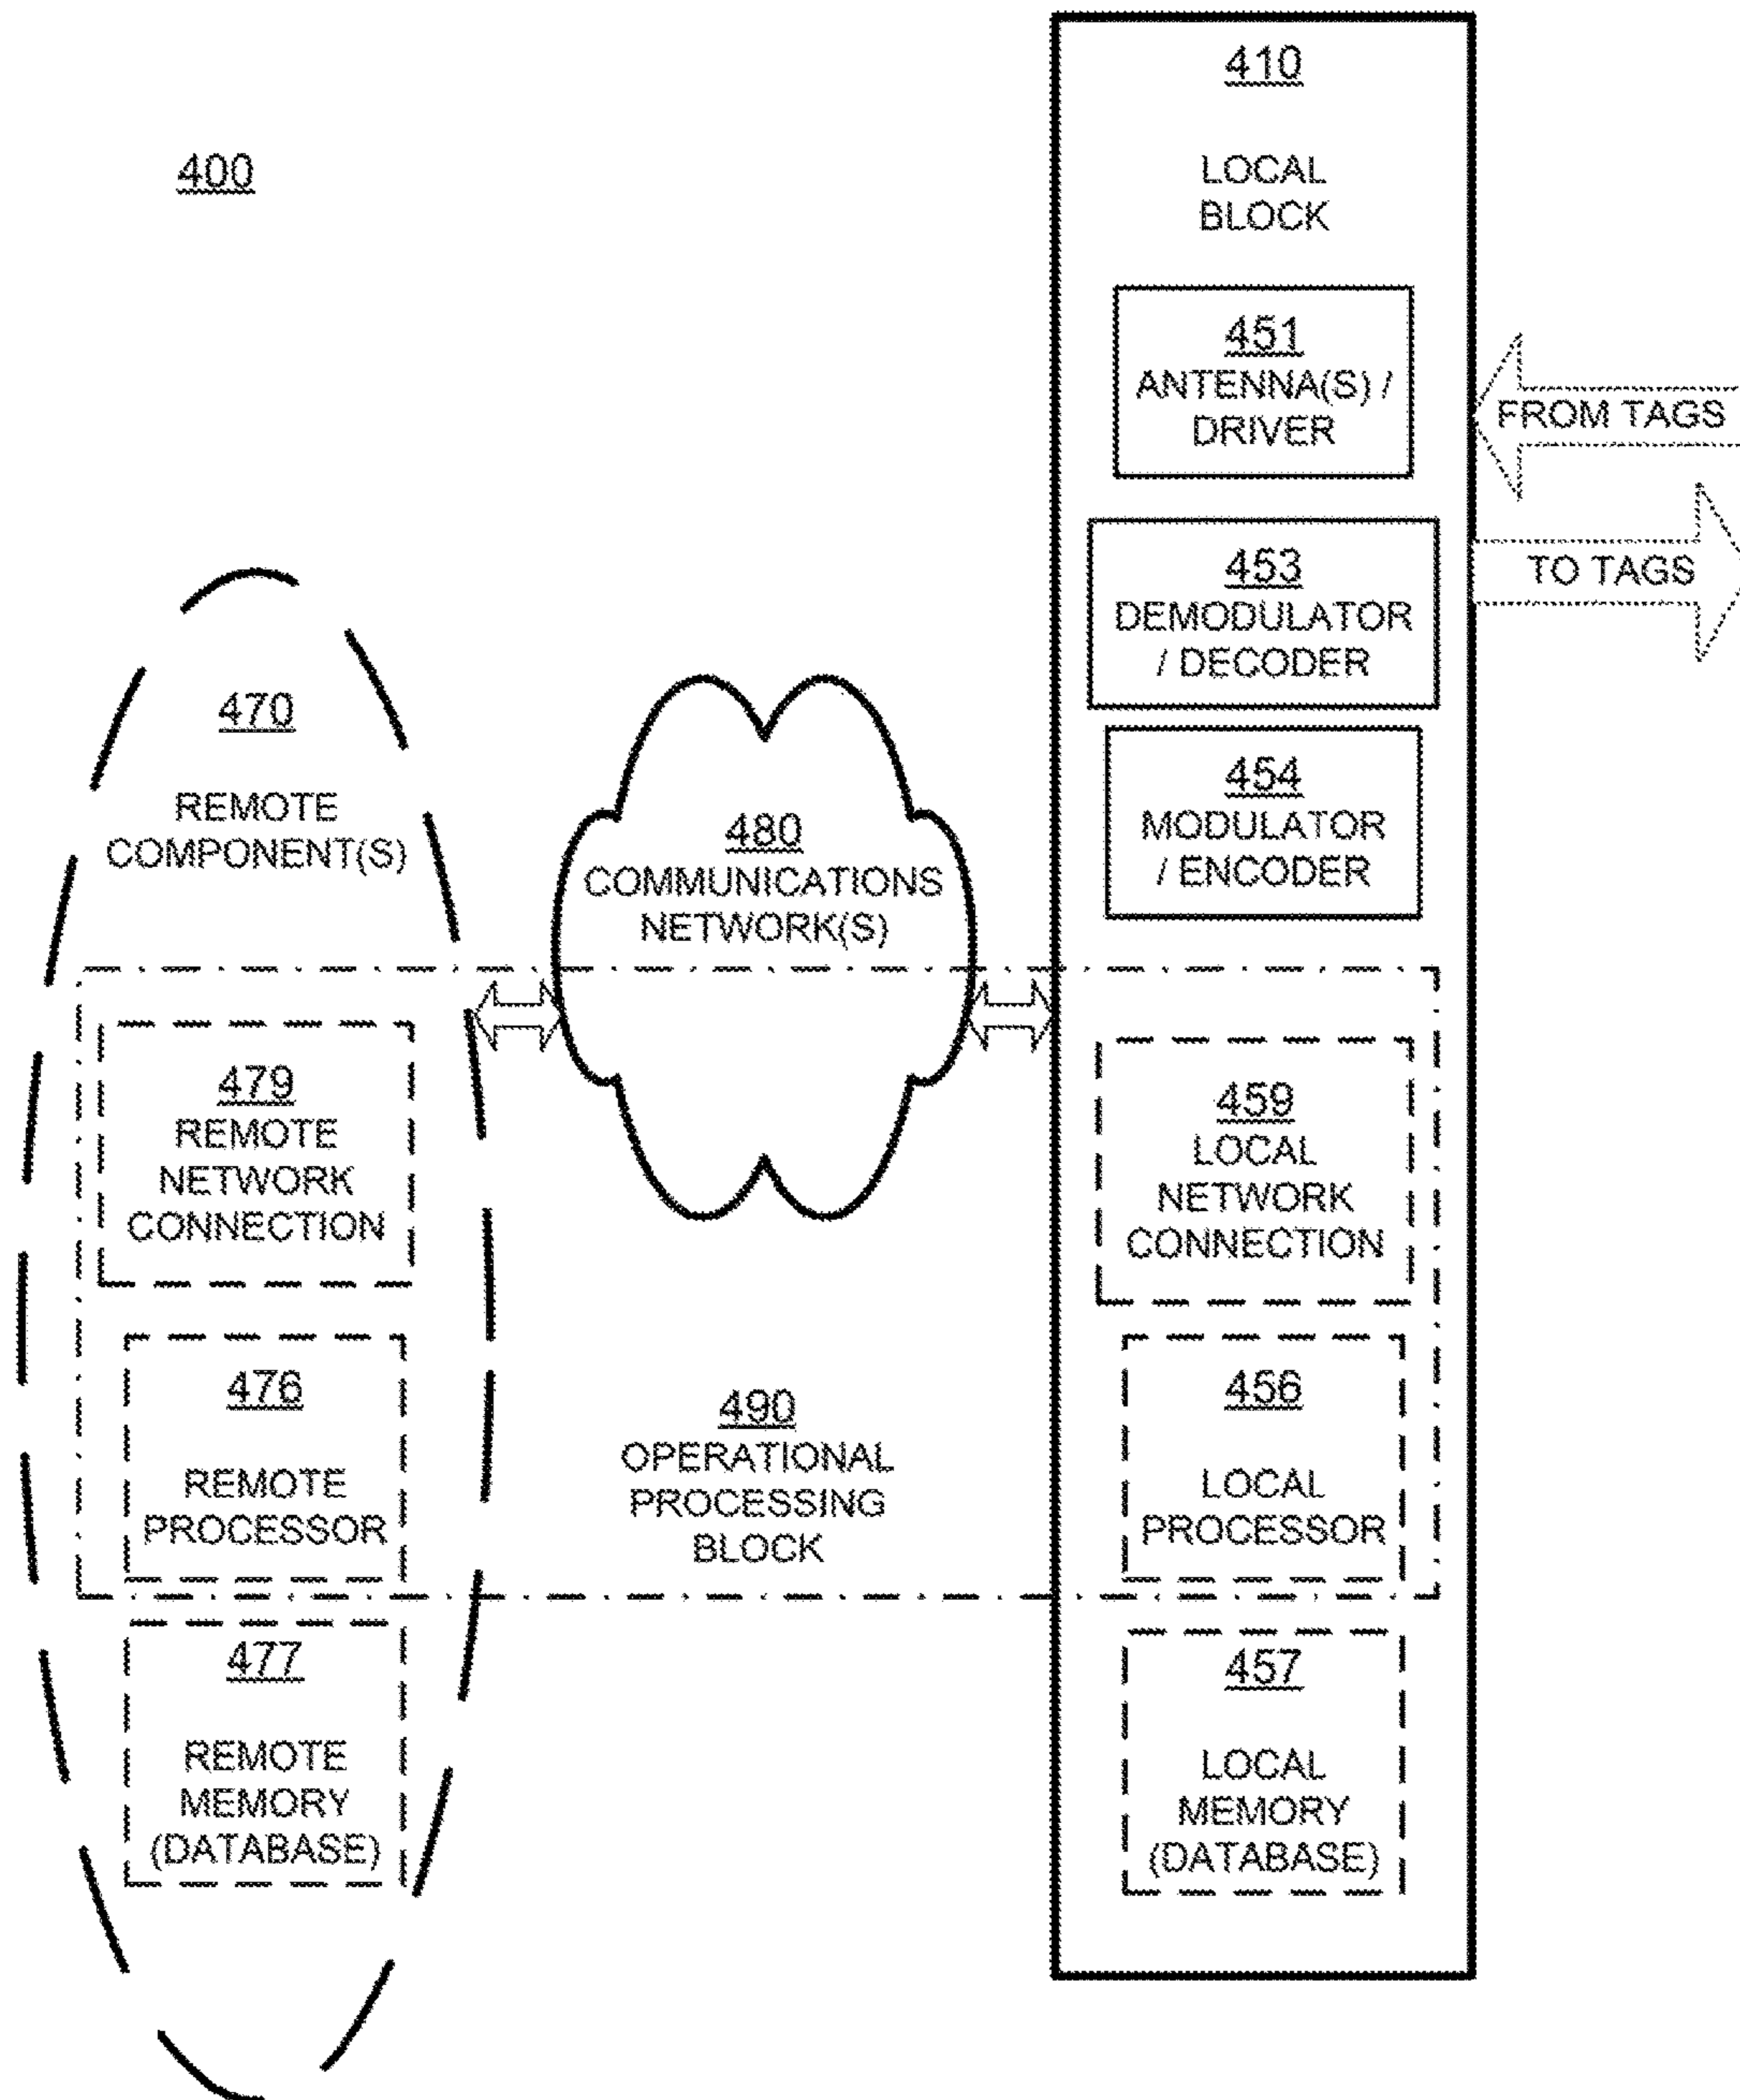 400
410
LOCAL
BLOCK
451
ANTENNA(S) /
DRIVER
FROM TAGS
453
DEMODULATOR
/ DECODER
TO TAGS
454
MODULATOR
/ ENCODER
470
REMOTE
COMPONENT(S)
480
COMMUNICATIONS
NETWORK(S)
479
REMOTE
NETWORK
CONNECTION
459
LOCAL
NETWORK
CONNECTION
476
REMOTE
PROCESSOR
490
OPERATIONAL
PROCESSING
BLOCK
456
LOCAL
PROCESSOR
477
REMOTE
MEMORY
(DATABASE)
457
LOCAL
MEMORY
(DATABASE)